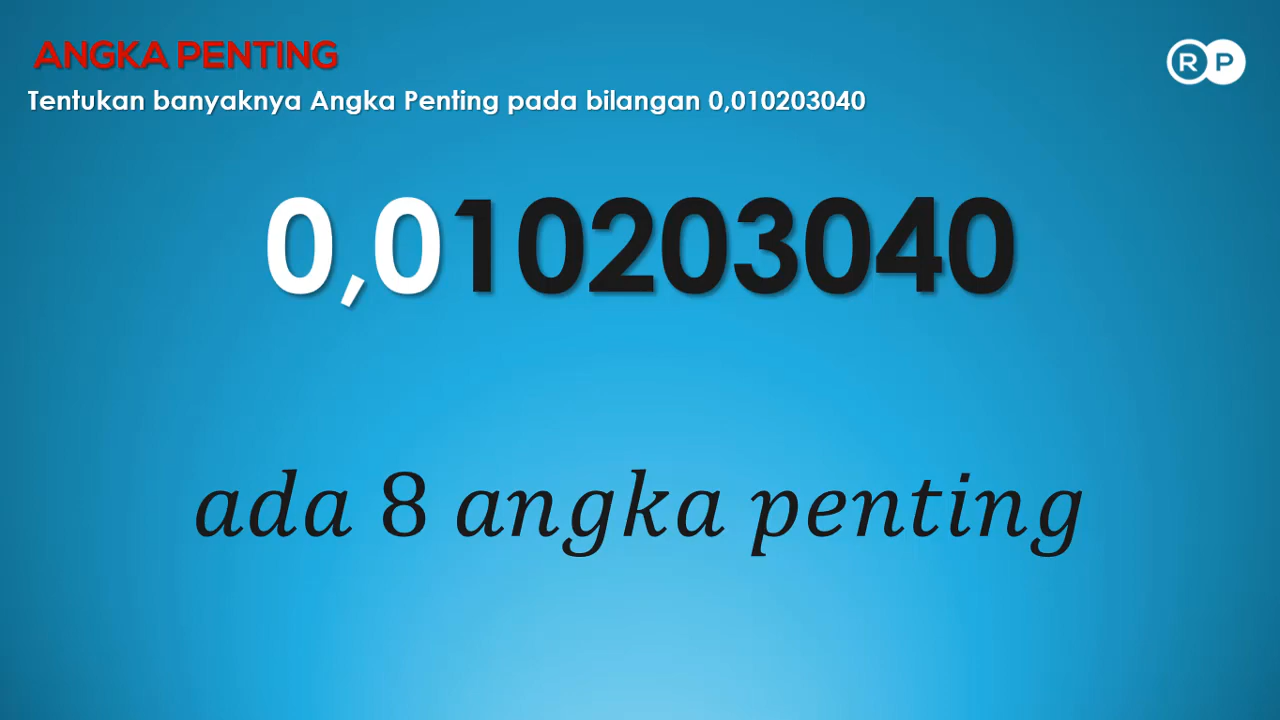 ANGKA PENTING
RP
Tentukan banyaknya Angka Penting pada bilangan 0,010203040
0,010203040
ada 8 angka penting